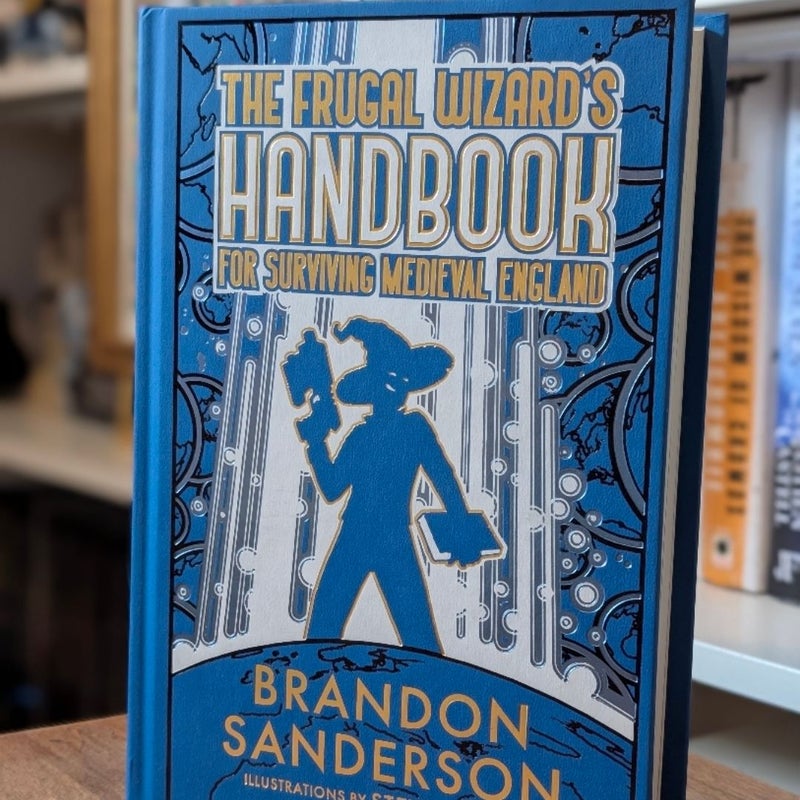 THE FRUGAL WIZARD'S
HANDBOOK
FOR SURVIVING MEDIEVAL ENGLAND
BRANDON
SANDERSON
ILLUSTRATIONS BY